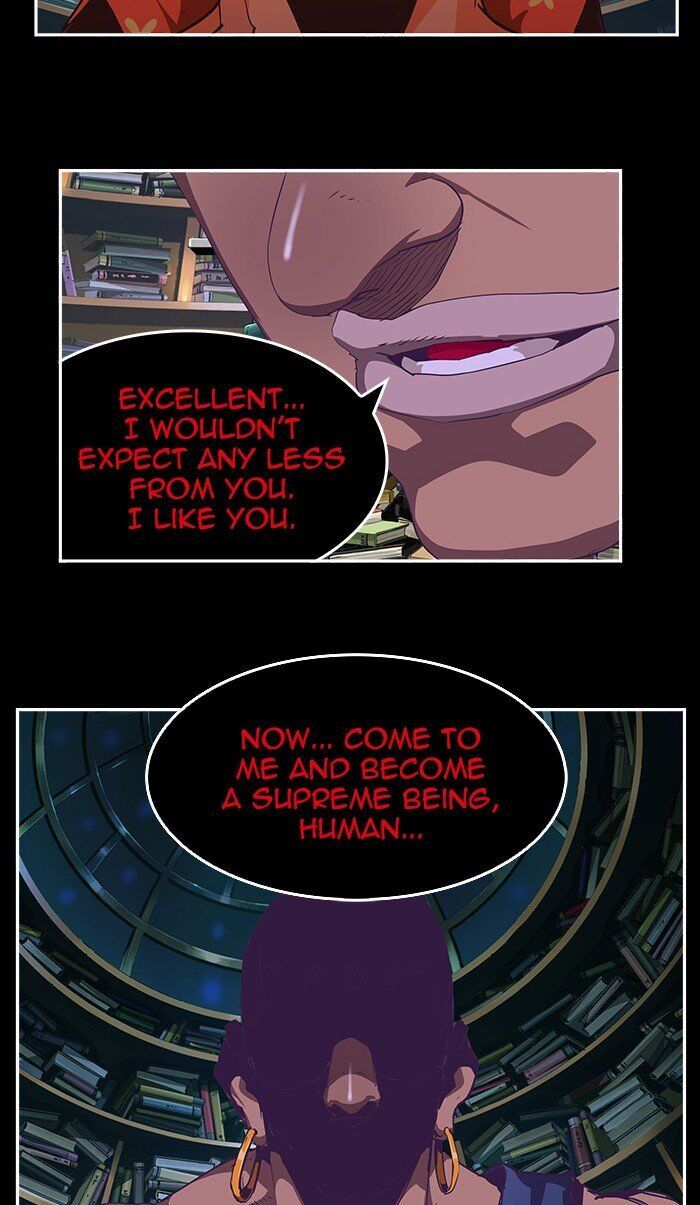 EXCELLENT...
I WOULDN'T
EXPECT ANY LESS
FROM YOU.
I LIKE YOU.
NOW... COME TO
ME AND BECOME
A SUPREME BEING,
HUMAN...